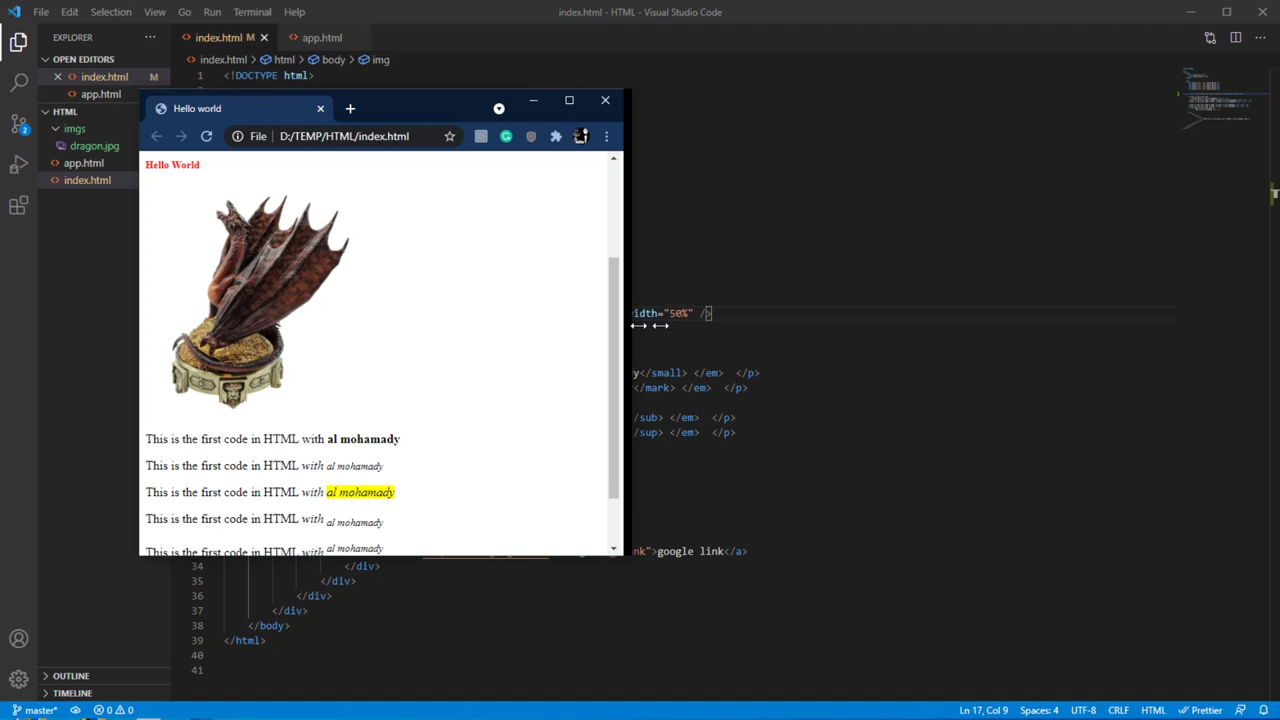 File Edit Selection View Go Run Terminal Help index.html - HTML - Visual Studio Code
EXPLORER ... index.html M app.html
OPEN EDITORS index.html > html > body > img
index.html M 1 <!DOCTYPE html>
app.html
HTML
imgs
dragon.jpg
app.html
index.html
2
Hello world
File D:/TEMP/HTML/index.html
Hello World
idth="50%" />
y</small> </em> </p>
</mark> </em> </p>
/sub> </em> </p>
/sup> </em> </p>
This is the first code in HTML with al mohamady
This is the first code in HTML with al mohamady
This is the first code in HTML with al mohamady
This is the first code in HTML with al mohamady
This is the first code in HTML with al mohamady
nk">google link</a>
34 </div>
35 </div>
36 </div>
37 </div>
38 </body>
39 </html>
40
41
OUTLINE
TIMELINE
master* 0 0 Ln 17, Col 9 Spaces: 4 UTF-8 CRLF HTML Prettier